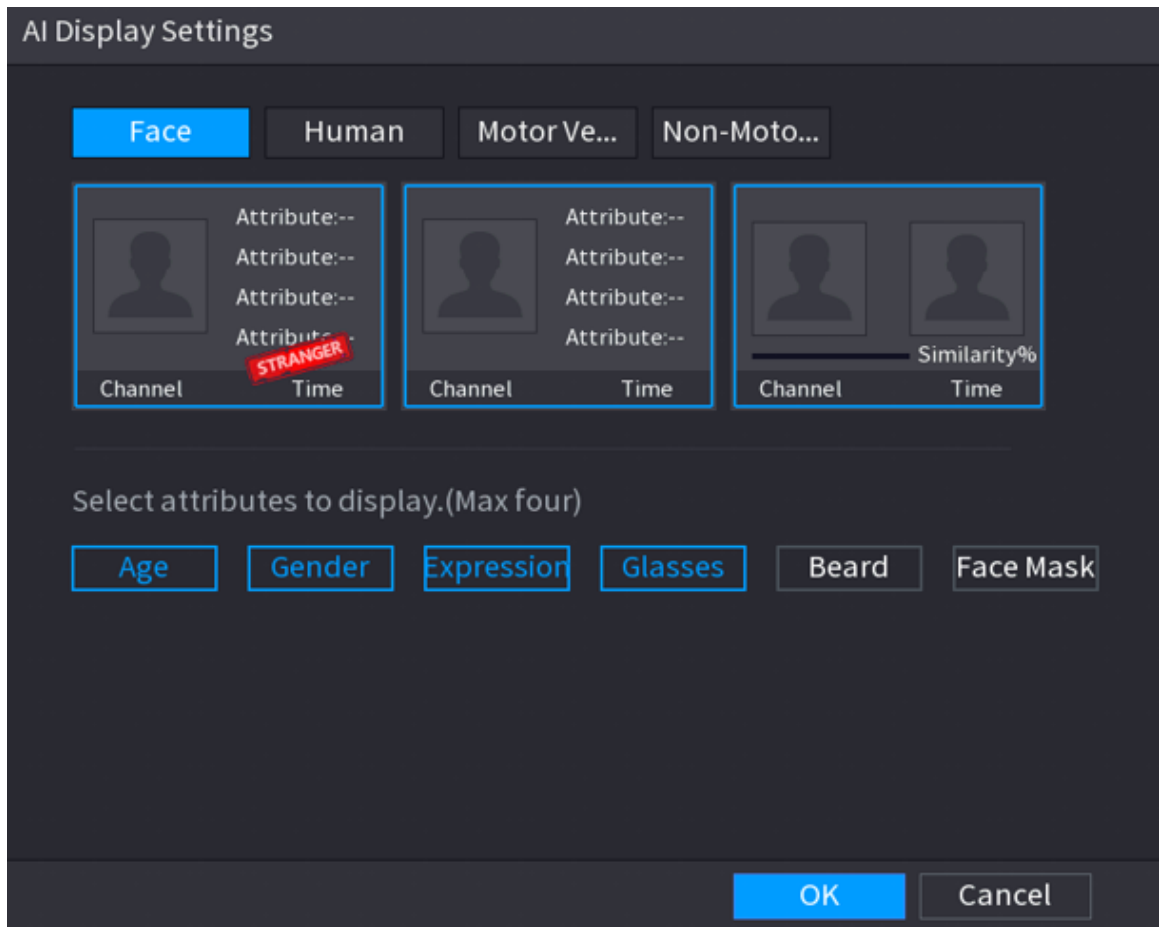 AI Display Settings
Face Human Motor Ve... Non-Moto...
Attribute:--
Attribute:--
Attribute:--
Attribute:--
STRANGER
Channel Time
Attribute:--
Attribute:--
Attribute:--
Attribute:--
Channel Time
Similarity%
Channel Time
Select attributes to display.(Max four)
Age Gender Expression Glasses Beard Face Mask
OK Cancel